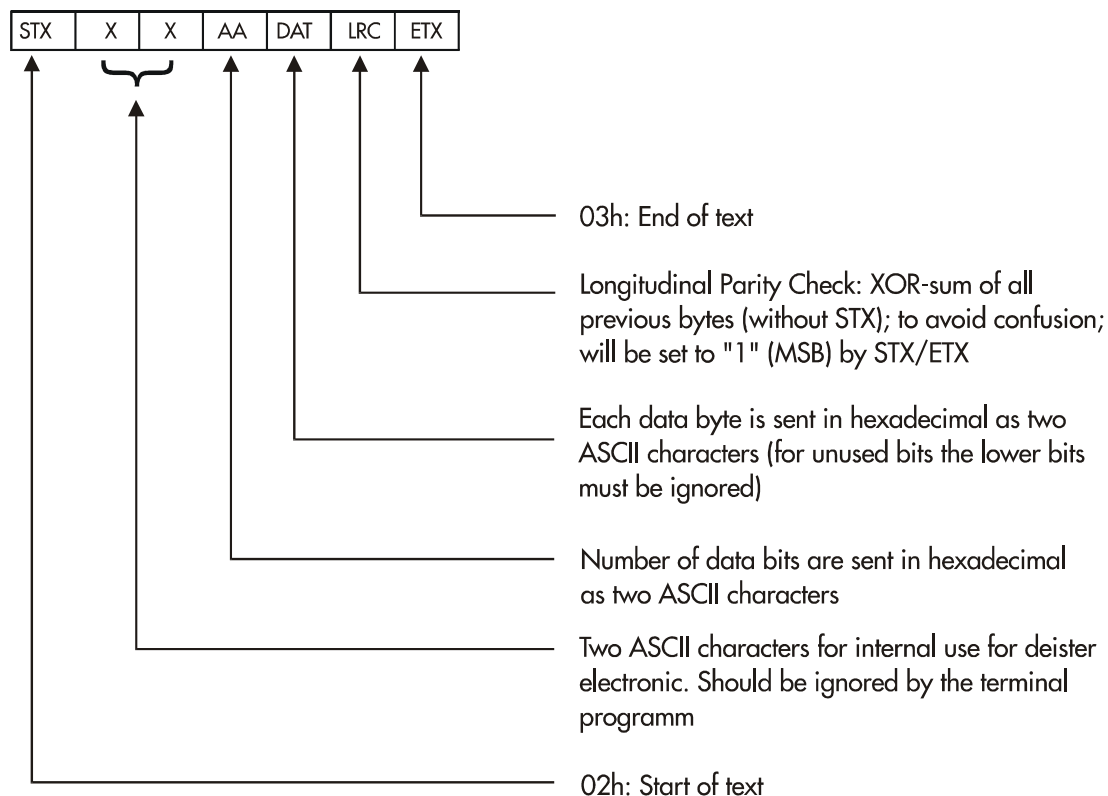 STX X X AA DAT LRC ETX
03h: End of text
Longitudinal Parity Check: XOR-sum of all
previous bytes (without STX); to avoid confusion;
will be set to "1" (MSB) by STX/ETX
Each data byte is sent in hexadecimal as two
ASCII characters (for unused bits the lower bits
must be ignored)
Number of data bits are sent in hexadecimal
as two ASCII characters
Two ASCII characters for internal use for deister
electronic. Should be ignored by the terminal
programm
02h: Start of text